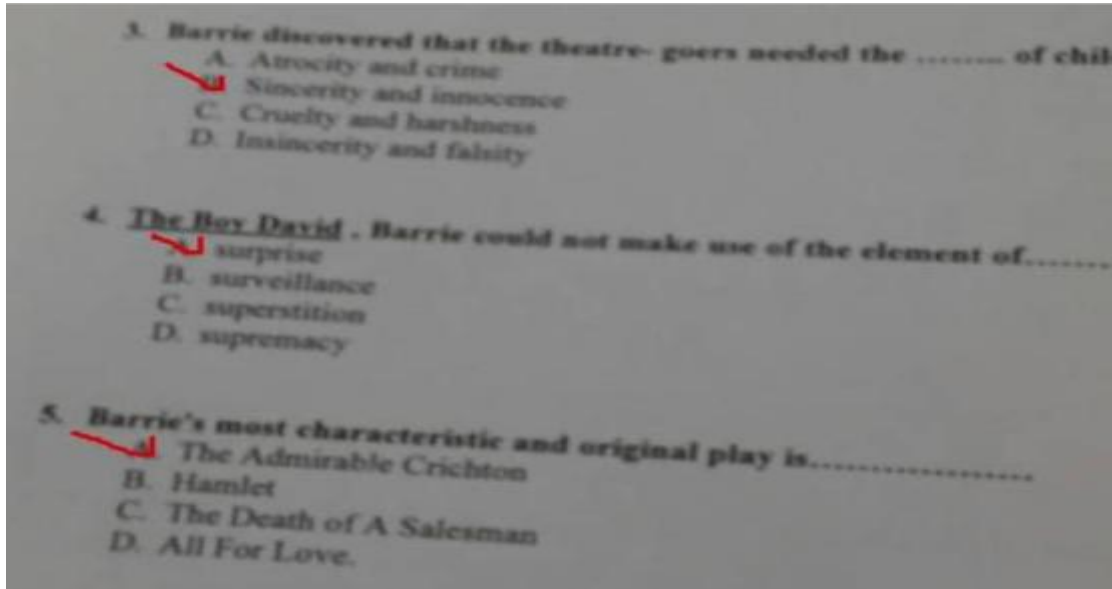 3. Barrie discovered that the theatre- goers needed the ........ of chil
A. Atrocity and crime
B. Sincerity and innocence
C. Cruelty and harshness
D. Insincerity and falsity
4. The Boy David . Barrie could not make use of the element of........
A. surprise
B. surveillance
C. superstition
D. supremacy
5. Barrie's most characteristic and original play is...................
A. The Admirable Crichton
B. Hamlet
C. The Death of A Salesman
D. All For Love.